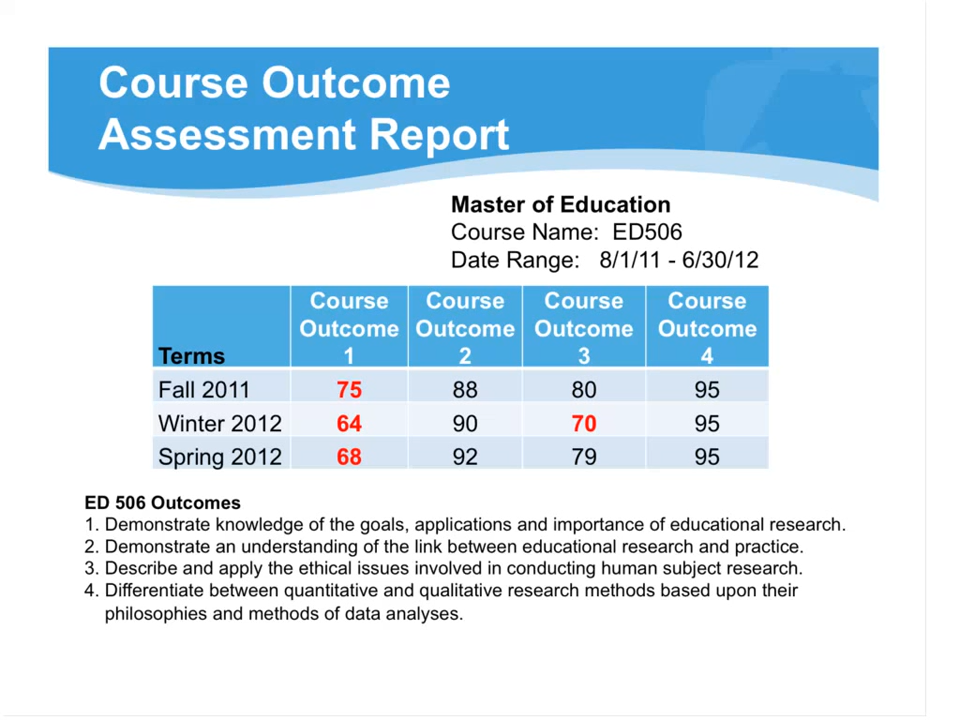 Course Outcome
Assessment Report
Master of Education
Course Name: ED506
Date Range: 8/1/11 - 6/30/12
Terms Course Outcome 1 Course Outcome 2 Course Outcome 3 Course Outcome 4
Fall 2011 75 88 80 95
Winter 2012 64 90 70 95
Spring 2012 68 92 79 95
ED 506 Outcomes
1. Demonstrate knowledge of the goals, applications and importance of educational research.
2. Demonstrate an understanding of the link between educational research and practice.
3. Describe and apply the ethical issues involved in conducting human subject research.
4. Differentiate between quantitative and qualitative research methods based upon their
philosophies and methods of data analyses.